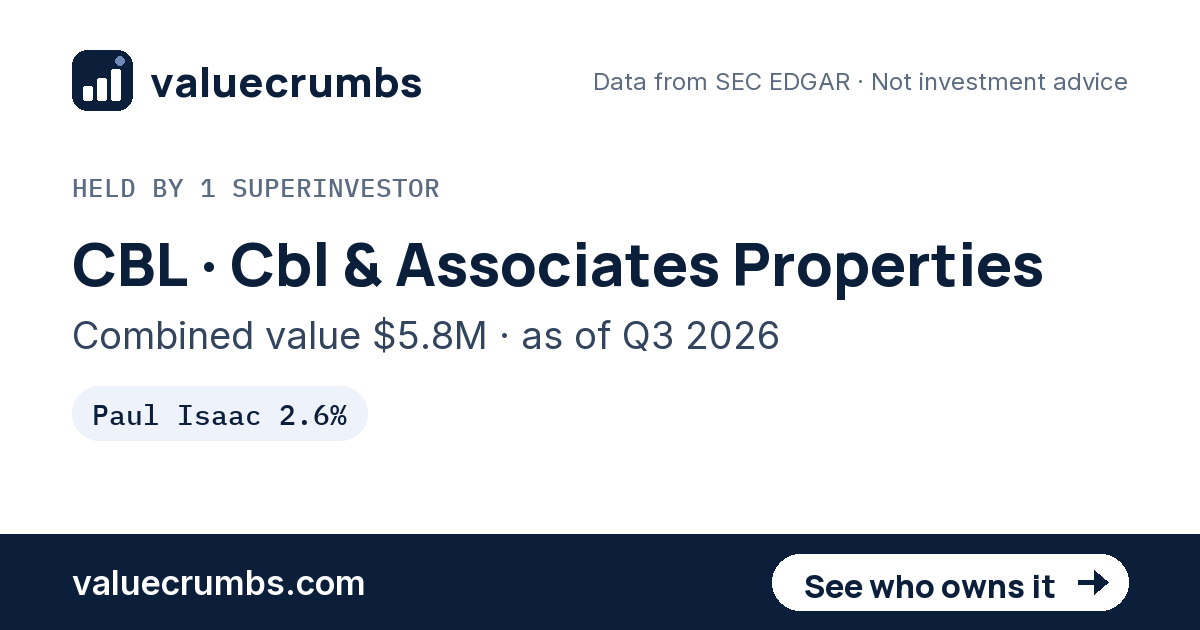 valuecrumbs
Data from SEC EDGAR · Not investment advice
HELD BY 1 SUPERINVESTOR
CBL · Cbl & Associates Properties
Combined value $5.8M · as of Q3 2026
Paul Isaac 2.6%
valuecrumbs.com
See who owns it →